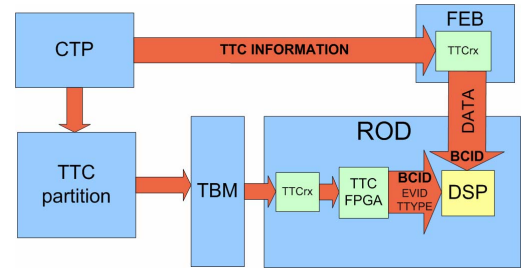 CTP
TTC INFORMATION
FEB
TTCrx
DATA
BCID
TTC
partition
TBM
ROD
TTCrx
TTC
FPGA
BCID
EVID
TTYPE
DSP